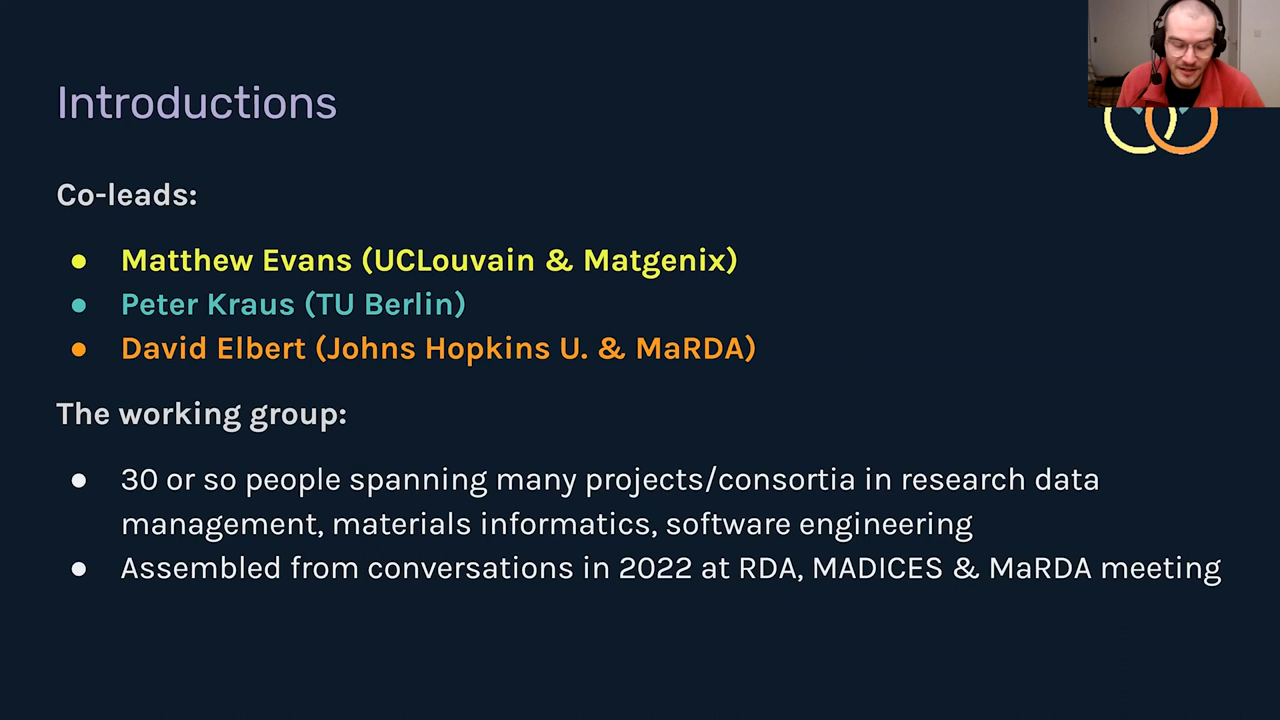 Introductions
Co-leads:
● Matthew Evans (UCLouvain & Matgenix)
● Peter Kraus (TU Berlin)
● David Elbert (Johns Hopkins U. & MaRDA)
The working group:
● 30 or so people spanning many projects/consortia in research data
management, materials informatics, software engineering
● Assembled from conversations in 2022 at RDA, MADICES & MaRDA meeting